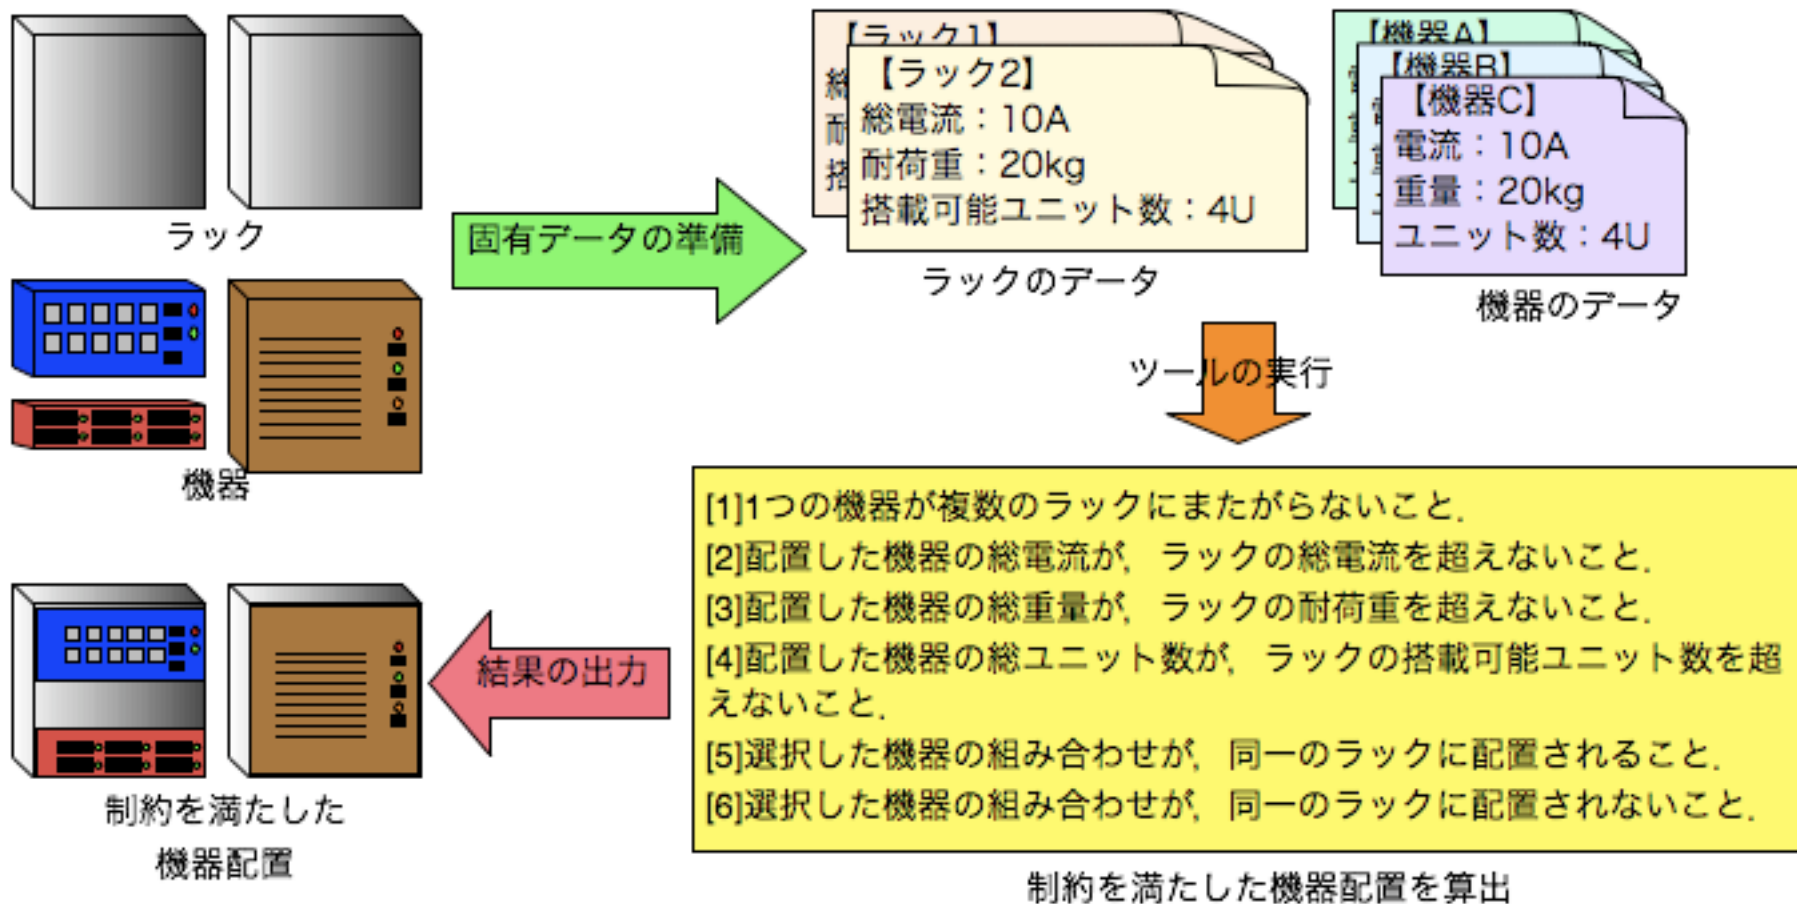 ラック
機器
固有データの準備
【ラック1】
【ラック2】
総電流：10A
耐荷重：20kg
搭載可能ユニット数：4U
ラックのデータ
【機器A】
【機器B】
【機器C】
電流：10A
重量：20kg
ユニット数：4U
機器のデータ
ツールの実行
[1]1つの機器が複数のラックにまたがらないこと．
[2]配置した機器の総電流が，ラックの総電流を超えないこと．
[3]配置した機器の総重量が，ラックの耐荷重を超えないこと．
[4]配置した機器の総ユニット数が，ラックの搭載可能ユニット数を超
えないこと．
[5]選択した機器の組み合わせが，同一のラックに配置されること．
[6]選択した機器の組み合わせが，同一のラックに配置されないこと．
制約を満たした機器配置を算出
結果の出力
制約を満たした
機器配置